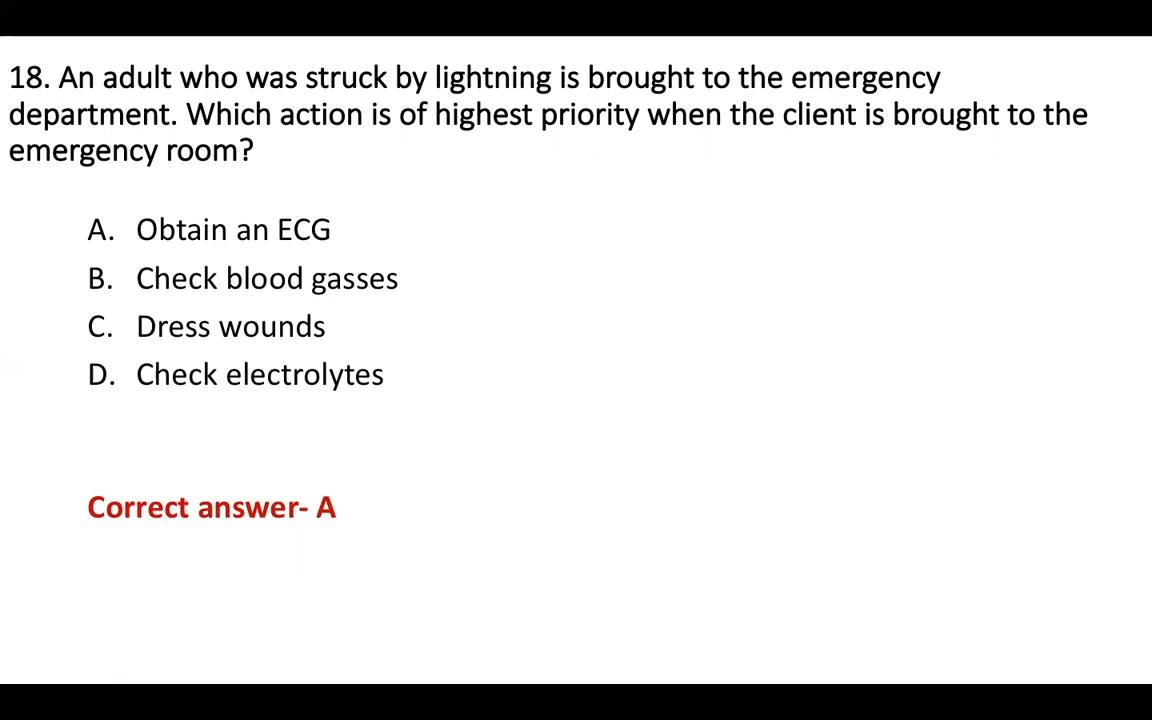 18. An adult who was struck by lightning is brought to the emergency
department. Which action is of highest priority when the client is brought to the
emergency room?
A. Obtain an ECG
B. Check blood gasses
C. Dress wounds
D. Check electrolytes
Correct answer- A